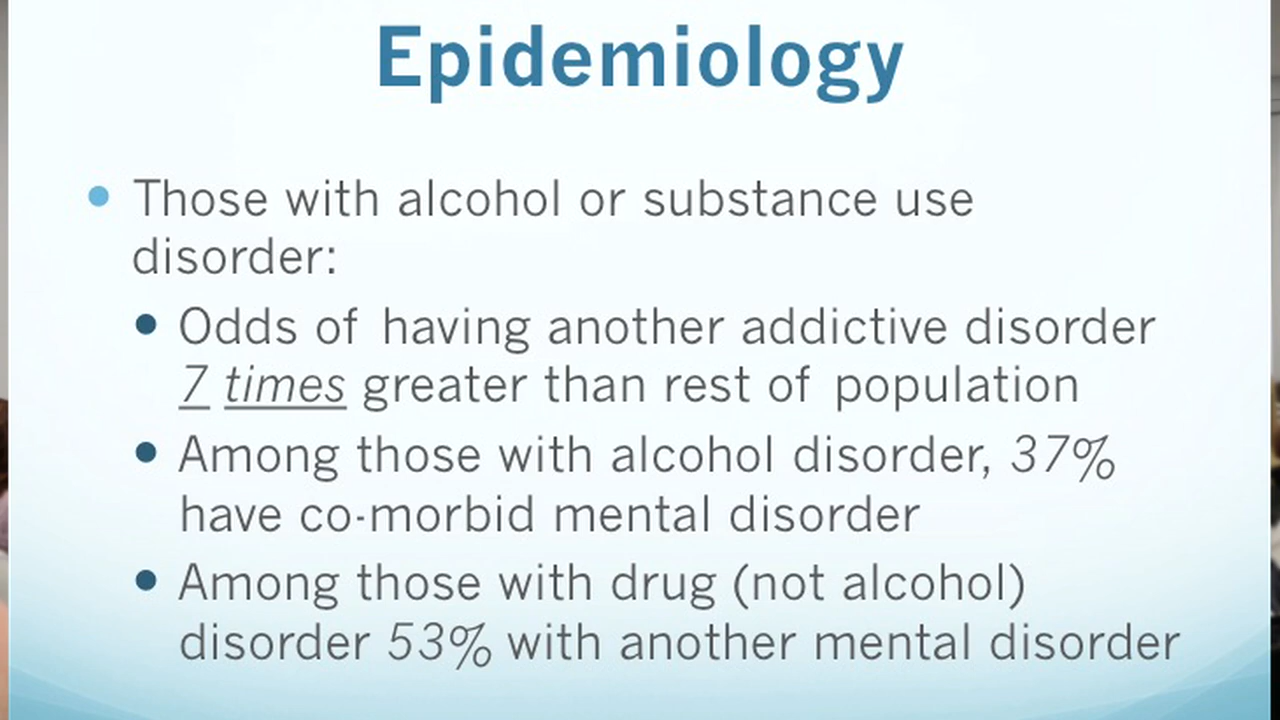 Epidemiology
Those with alcohol or substance use
disorder:
Odds of having another addictive disorder
7 times greater than rest of population
Among those with alcohol disorder, 37%
have co-morbid mental disorder
Among those with drug (not alcohol)
disorder 53% with another mental disorder